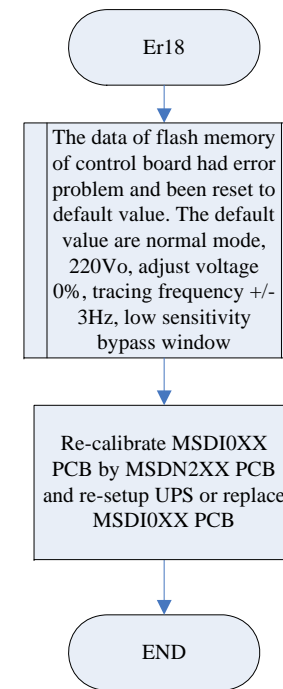 Er18
The data of flash memory
of control board had error
problem and been reset to
default value. The default
value are normal mode,
220Vo, adjust voltage
0%, tracing frequency +/-
3Hz, low sensitivity
bypass window
Re-calibrate MSDI0XX
PCB by MSDN2XX PCB
and re-setup UPS or replace
MSDI0XX PCB
END